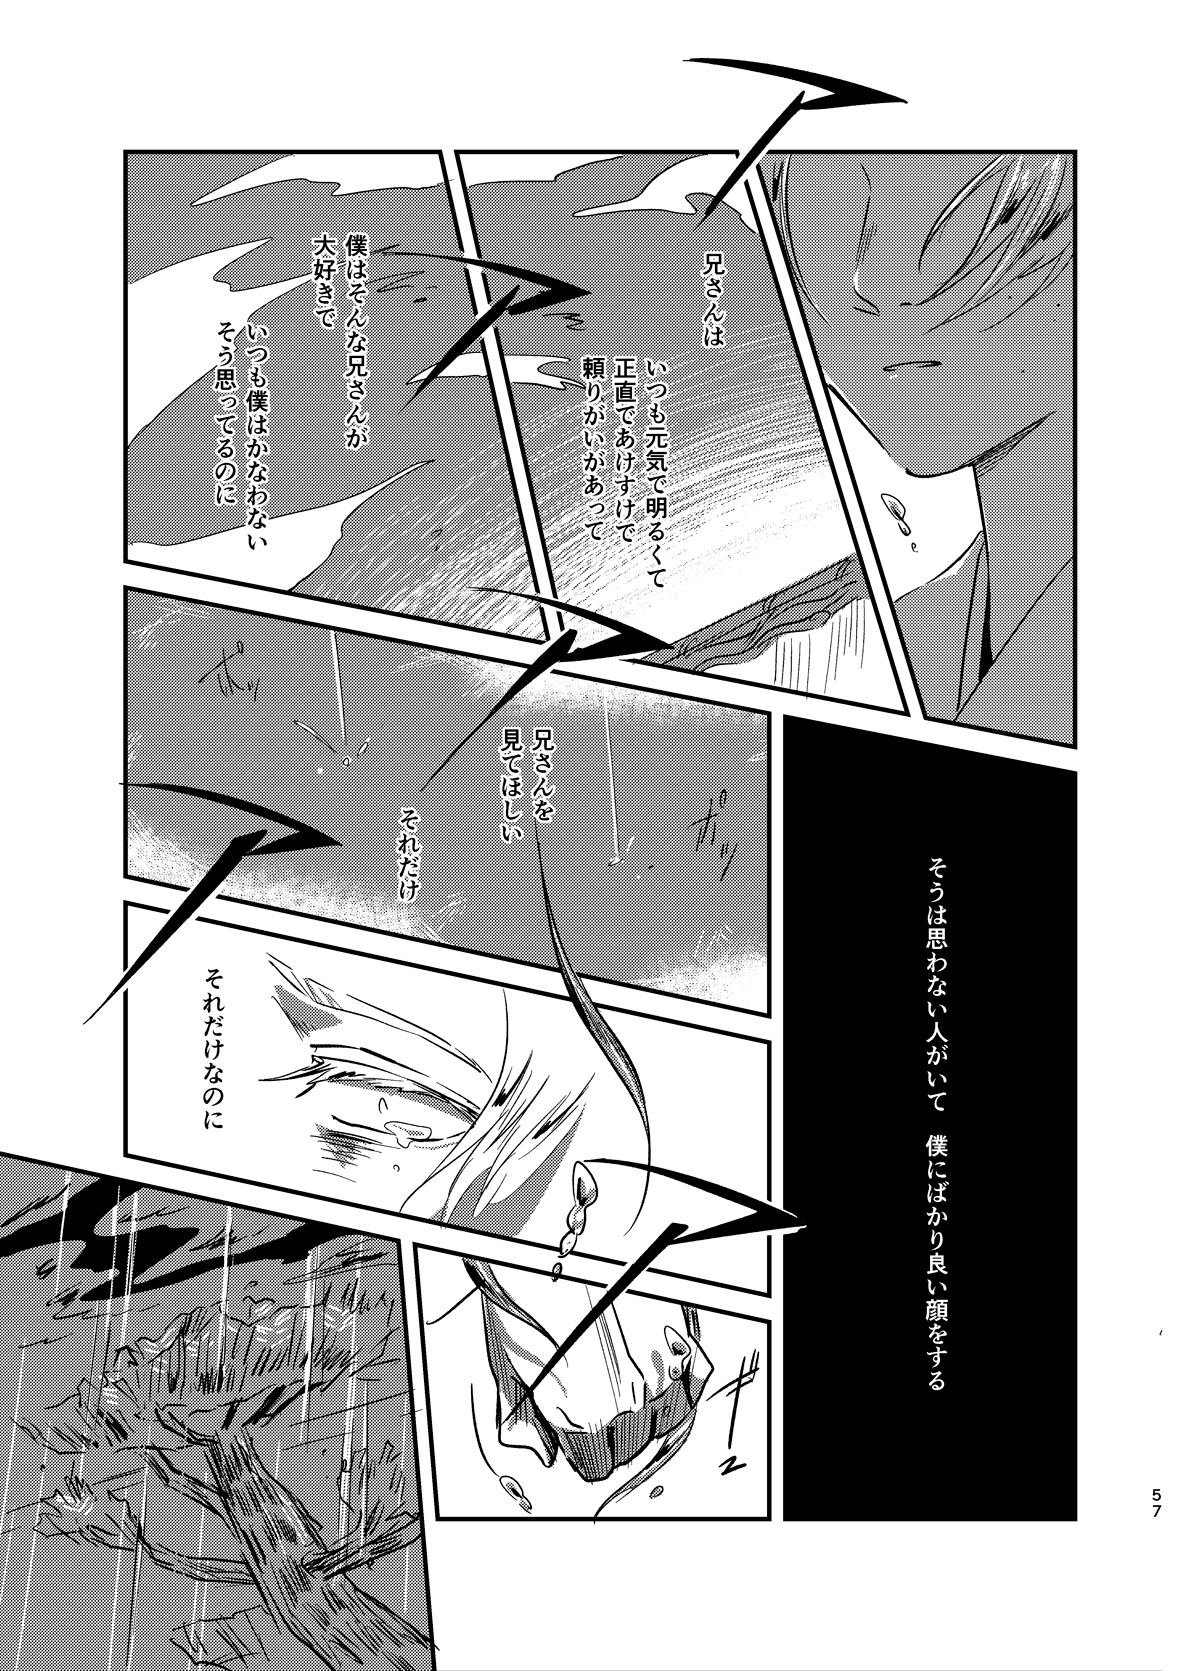 兄さんは
いつも元気で明るくて
正直であけすけで
頼りがいがあって
僕はそんな兄さんが
大好きで
いつも僕はかなわない
そう思ってるのに
そうは思わない人がいて　僕にばかり良い顔をする
ポッ
兄さんを
見てほしい
それだけ
ポッ
それだけなのに
ギュ
57